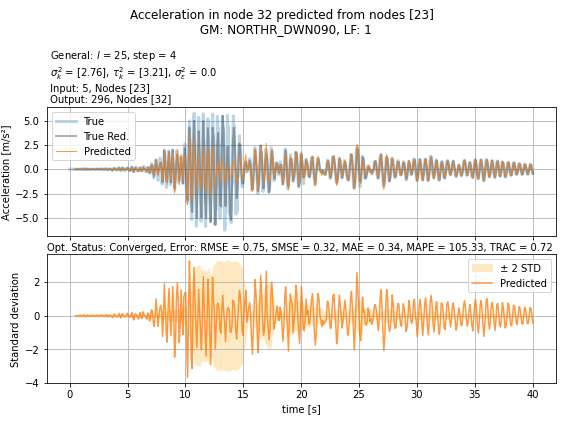 Acceleration in node 32 predicted from nodes [23]
GM: NORTHR_DWN090, LF: 1
General: l = 25, step = 4
σ²ₖ = [2.76], τ²ₖ = [3.21], σ²ε = 0.0
Input: 5, Nodes [23]
Output: 296, Nodes [32]
Acceleration [m/s²]
5.0
2.5
0.0
−2.5
−5.0
True
True Red.
Predicted
Opt. Status: Converged, Error: RMSE = 0.75, SMSE = 0.32, MAE = 0.34, MAPE = 105.33, TRAC = 0.72
Standard deviation
2
0
−2
−4
± 2 STD
Predicted
0 5 10 15 20 25 30 35 40
time [s]